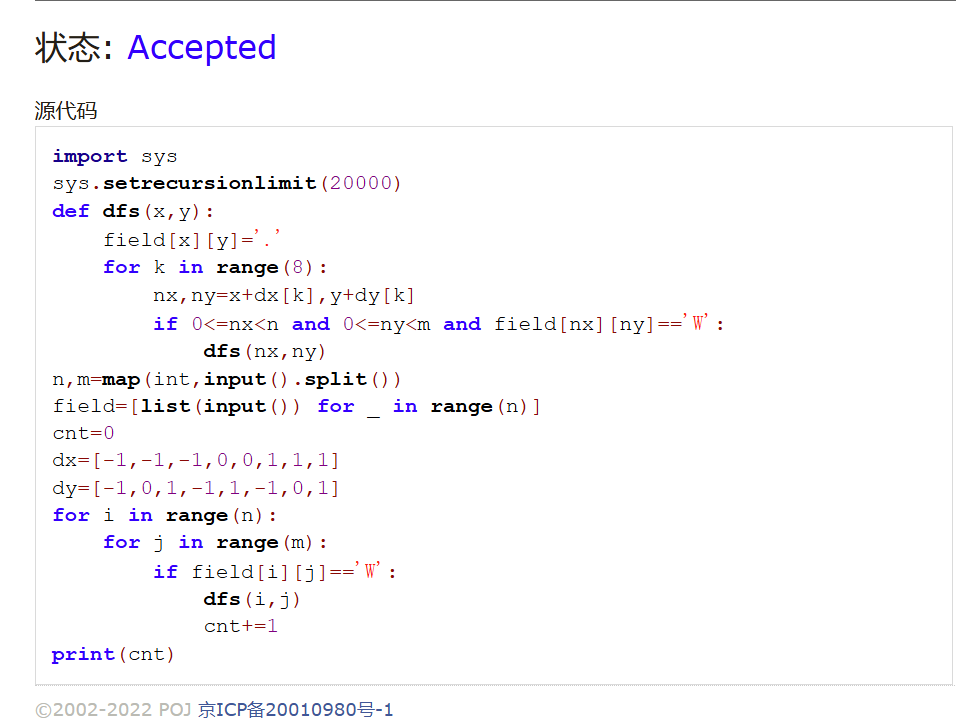 状态: Accepted
源代码
import sys
sys.setrecursionlimit(20000)
def dfs(x,y):
    field[x][y]='.'
    for k in range(8):
        nx,ny=x+dx[k],y+dy[k]
        if 0<=nx<n and 0<=ny<m and field[nx][ny]=='W':
            dfs(nx,ny)
n,m=map(int,input().split())
field=[list(input()) for _ in range(n)]
cnt=0
dx=[-1,-1,-1,0,0,1,1,1]
dy=[-1,0,1,-1,1,-1,0,1]
for i in range(n):
    for j in range(m):
        if field[i][j]=='W':
            dfs(i,j)
            cnt+=1
print(cnt)
©2002-2022 POJ 京ICP备20010980号-1